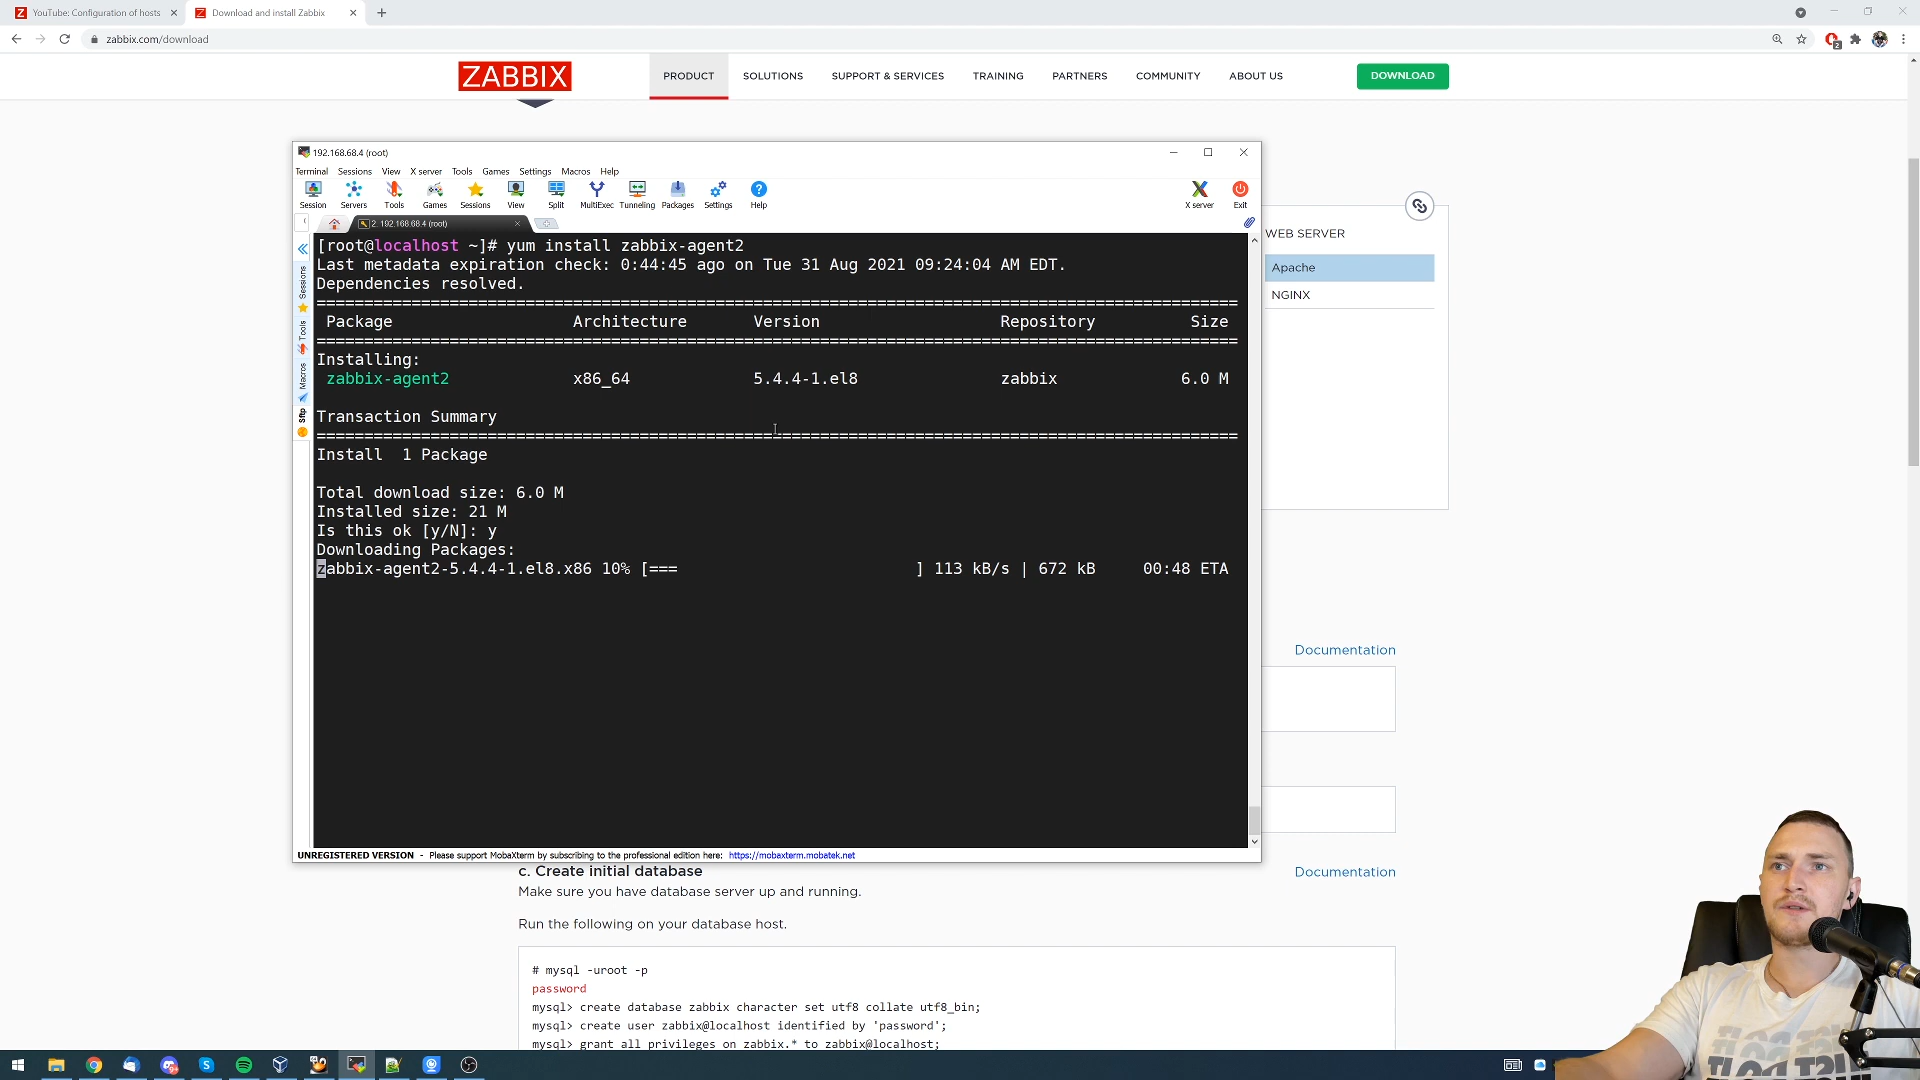 YouTube: Configuration of hosts
Download and install Zabbix
zabbix.com/download
ZABBIX
PRODUCT
SOLUTIONS
SUPPORT & SERVICES
TRAINING
PARTNERS
COMMUNITY
ABOUT US
DOWNLOAD
192.168.68.4 (root)
Terminal Sessions View X server Tools Games Settings Macros Help
Session Servers Tools Games Sessions View Split MultiExec Tunneling Packages Settings Help
X server Exit
2. 192.168.68.4 (root)
Sessions
Tools
Macros
Sftp
[root@localhost ~]# yum install zabbix-agent2
Last metadata expiration check: 0:44:45 ago on Tue 31 Aug 2021 09:24:04 AM EDT.
Dependencies resolved.
================================================================================
Package Architecture Version Repository Size
================================================================================
Installing:
zabbix-agent2 x86_64 5.4.4-1.el8 zabbix 6.0 M
Transaction Summary
================================================================================
Install 1 Package
Total download size: 6.0 M
Installed size: 21 M
Is this ok [y/N]: y
Downloading Packages:
zabbix-agent2-5.4.4-1.el8.x86 10% [=== ] 113 kB/s | 672 kB 00:48 ETA
UNREGISTERED VERSION - Please support MobaXterm by subscribing to the professional edition here: https://mobaxterm.mobatek.net
WEB SERVER
Apache
NGINX
Documentation
c. Create initial database
Documentation
Make sure you have database server up and running.
Run the following on your database host.
# mysql -uroot -p
password
mysql> create database zabbix character set utf8 collate utf8_bin;
mysql> create user zabbix@localhost identified by 'password';
mysql> grant all privileges on zabbix.* to zabbix@localhost;